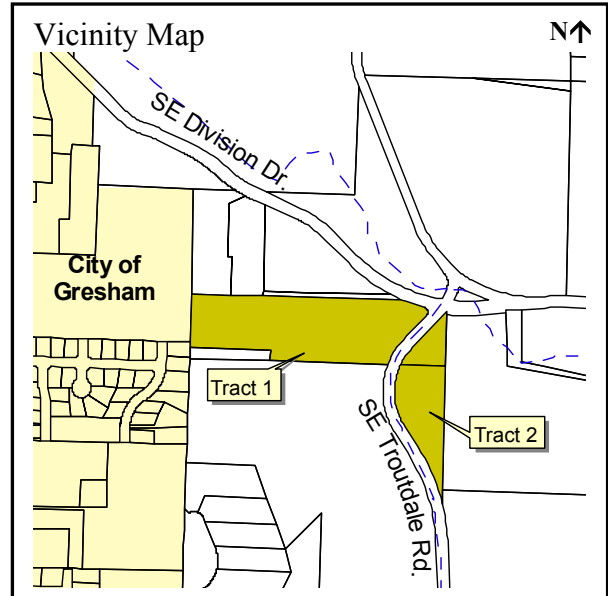 Vicinity Map
N↑
SE Division Dr.
City of
Gresham
Tract 1
Tract 2
SE Troutdale Rd.